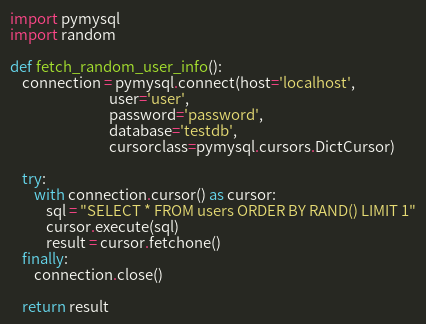 import pymysql
import random

def fetch_random_user_info():
    connection = pymysql.connect(host='localhost',
                                 user='user',
                                 password='password',
                                 database='testdb',
                                 cursorclass=pymysql.cursors.DictCursor)

    try:
        with connection.cursor() as cursor:
            sql = "SELECT * FROM users ORDER BY RAND() LIMIT 1"
            cursor.execute(sql)
            result = cursor.fetchone()
    finally:
        connection.close()

    return result